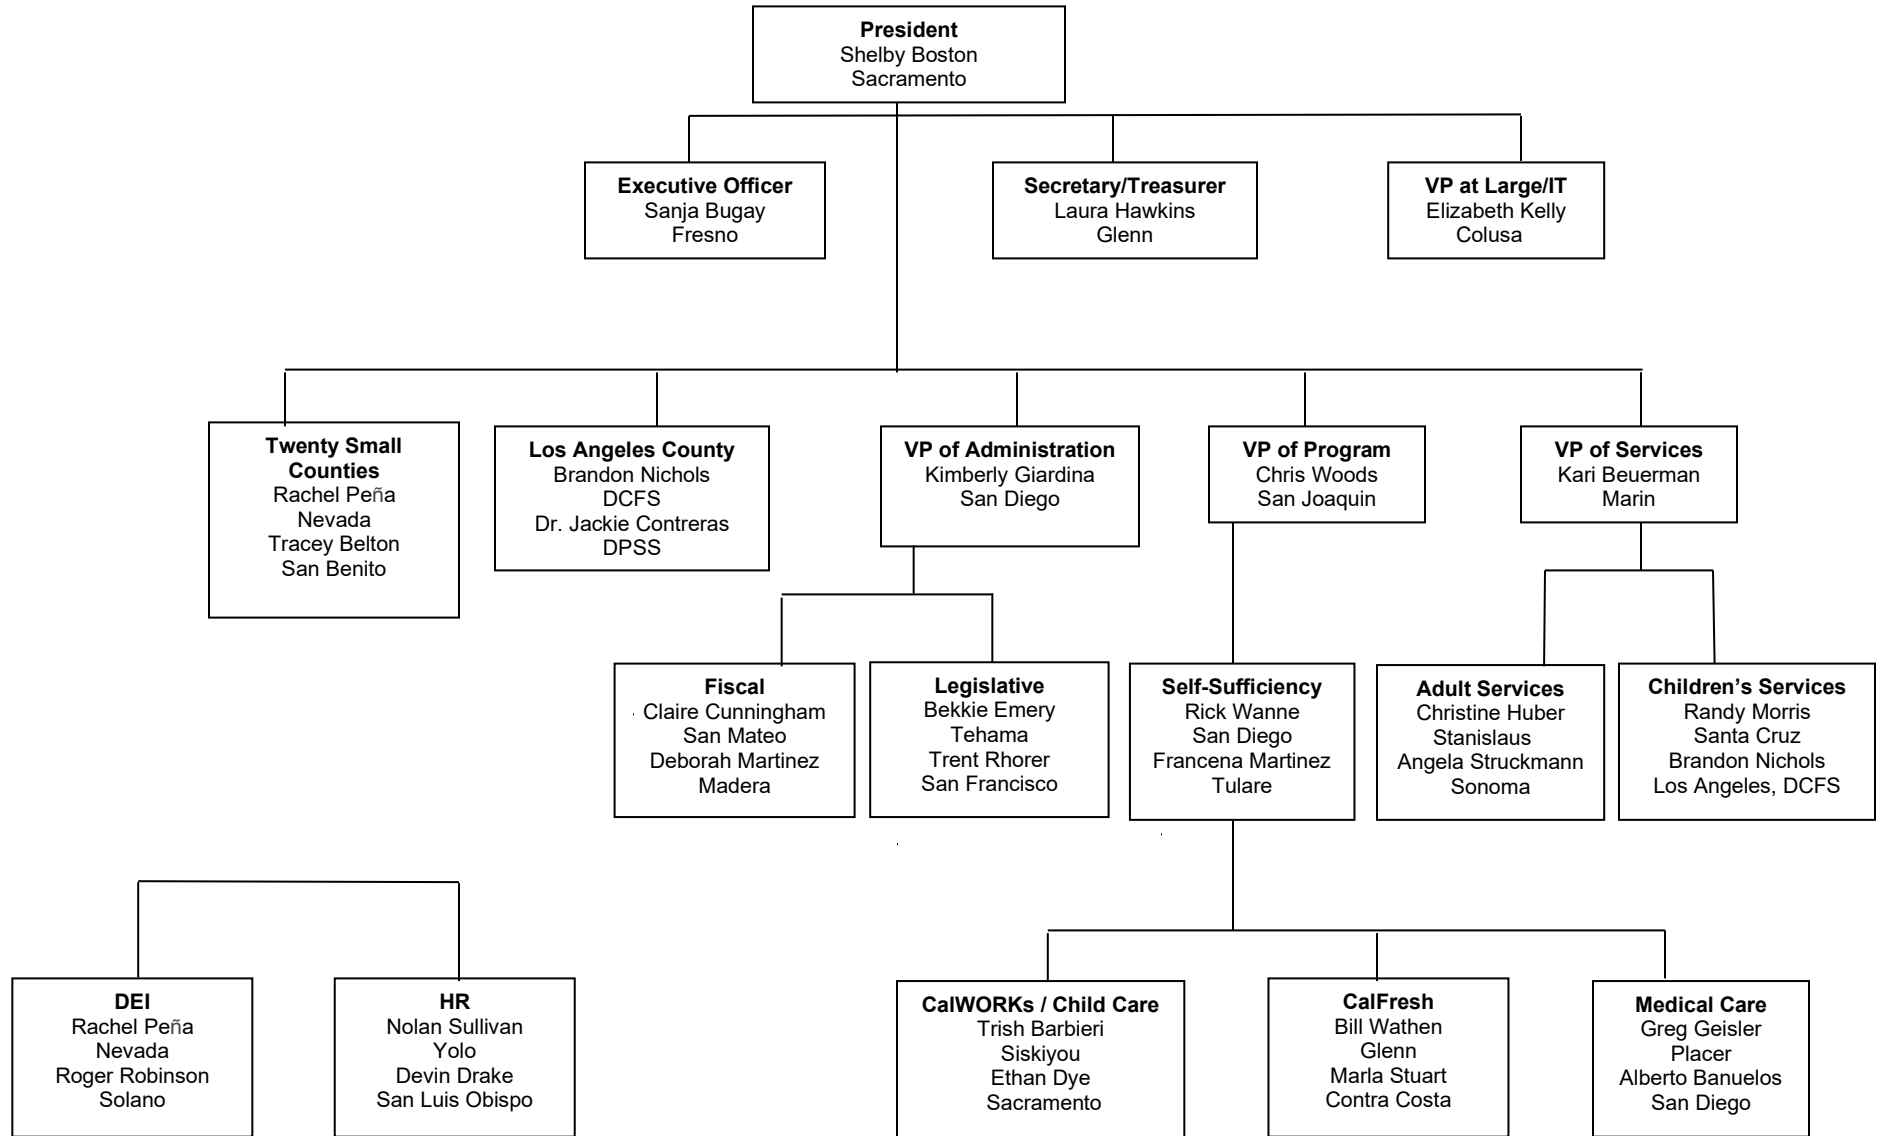 President
Shelby Boston
Sacramento
Executive Officer
Sanja Bugay
Fresno
Secretary/Treasurer
Laura Hawkins
Glenn
VP at Large/IT
Elizabeth Kelly
Colusa
Twenty Small
Counties
Rachel Peña
Nevada
Tracey Belton
San Benito
Los Angeles County
Brandon Nichols
DCFS
Dr. Jackie Contreras
DPSS
VP of Administration
Kimberly Giardina
San Diego
VP of Program
Chris Woods
San Joaquin
VP of Services
Kari Beuerman
Marin
Fiscal
Claire Cunningham
San Mateo
Deborah Martinez
Madera
Legislative
Bekkie Emery
Tehama
Trent Rhorer
San Francisco
Self-Sufficiency
Rick Wanne
San Diego
Francena Martinez
Tulare
Adult Services
Christine Huber
Stanislaus
Angela Struckmann
Sonoma
Children’s Services
Randy Morris
Santa Cruz
Brandon Nichols
Los Angeles, DCFS
DEI
Rachel Peña
Nevada
Roger Robinson
Solano
HR
Nolan Sullivan
Yolo
Devin Drake
San Luis Obispo
CalWORKs / Child Care
Trish Barbieri
Siskiyou
Ethan Dye
Sacramento
CalFresh
Bill Wathen
Glenn
Marla Stuart
Contra Costa
Medical Care
Greg Geisler
Placer
Alberto Banuelos
San Diego